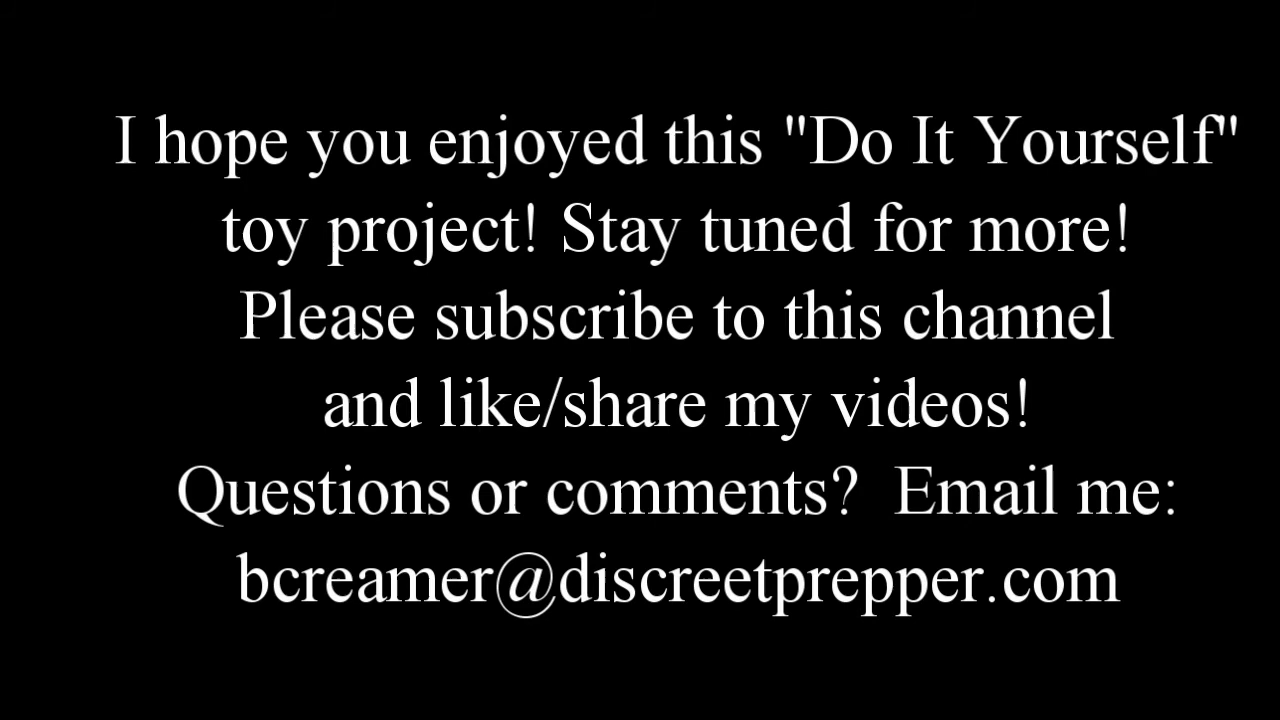 I hope you enjoyed this "Do It Yourself"
toy project! Stay tuned for more!
Please subscribe to this channel
and like/share my videos!
Questions or comments?  Email me:
bcreamer@discreetprepper.com